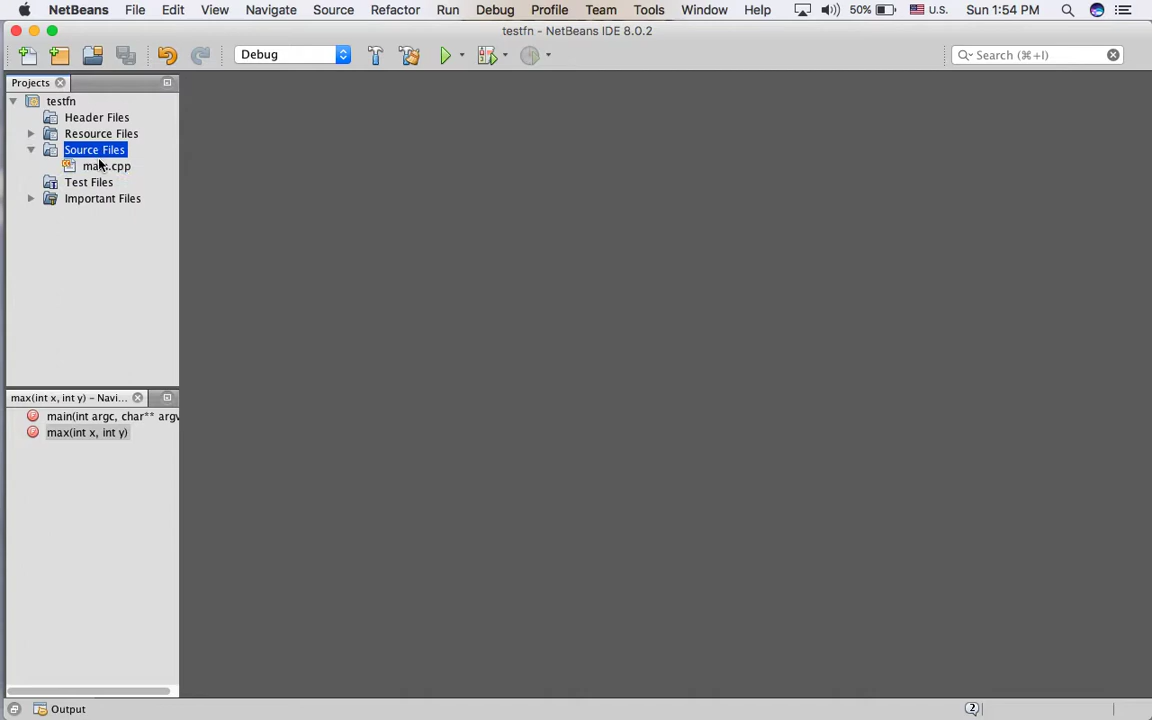 NetBeans File Edit View Navigate Source Refactor Run Debug Profile Team Tools Window Help 50% U.S. Sun 1:54 PM
testfn - NetBeans IDE 8.0.2
Debug
Search (⌘+I)
Projects
testfn
Header Files
Resource Files
Source Files
Test Files
Important Files
max(int x, int y) - Navi...
main(int argc, char** argv
max(int x, int y)
Output
2